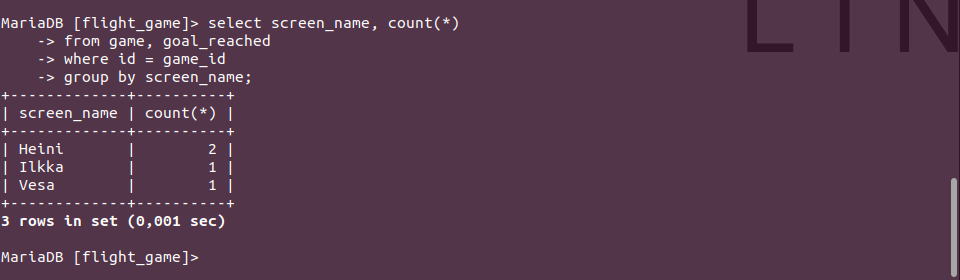 MariaDB [flight_game]> select screen_name, count(*)
    -> from game, goal_reached
    -> where id = game_id
    -> group by screen_name;
+-------------+----------+
| screen_name | count(*) |
+-------------+----------+
| Heini       |        2 |
| Ilkka       |        1 |
| Vesa        |        1 |
+-------------+----------+
3 rows in set (0,001 sec)

MariaDB [flight_game]>